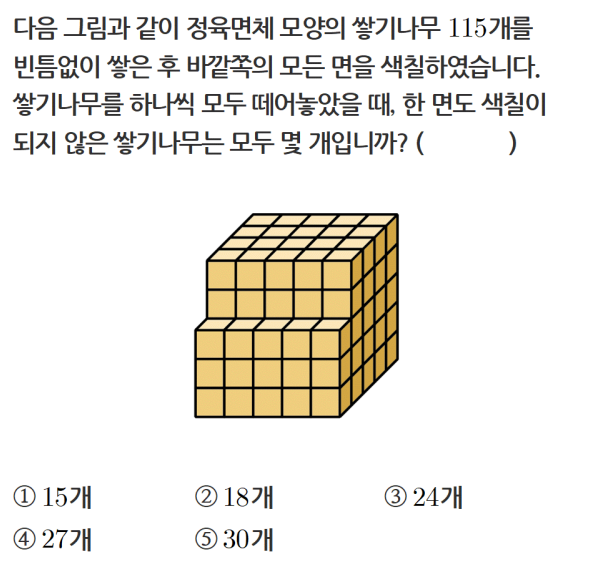 다음 그림과 같이 정육면체 모양의 쌓기나무 115개를
빈틈없이 쌓은 후 바깥쪽의 모든 면을 색칠하였습니다.
쌓기나무를 하나씩 모두 떼어놓았을 때, 한 면도 색칠이
되지 않은 쌓기나무는 모두 몇 개입니까? (　　　)
① 15개 ② 18개 ③ 24개
④ 27개 ⑤ 30개